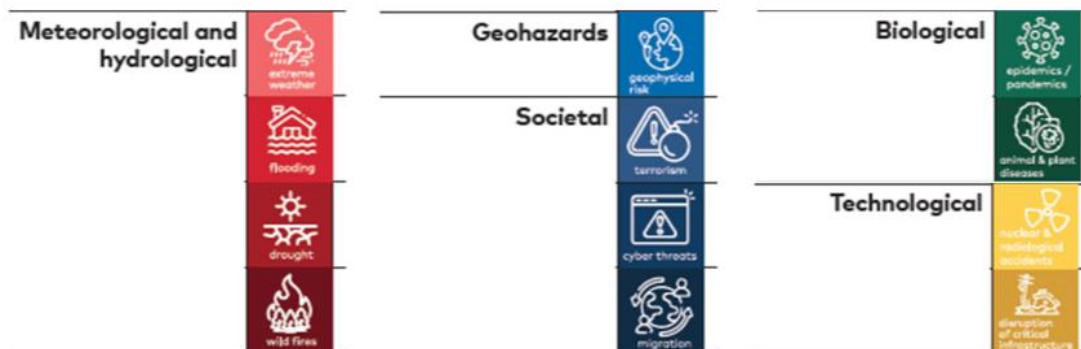 Meteorological and
hydrological
extreme
weather
flooding
drought
wild fires
Geohazards
geophysical
risk
Societal
terrorism
cyber threats
migration
Biological
epidemics /
pandemics
animal & plant
diseases
Technological
nuclear &
radiological
accidents
disruption
of critical
infrastructure